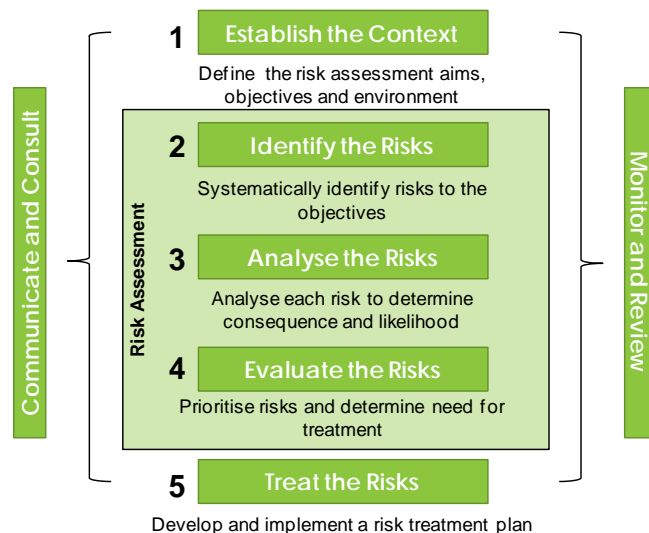 1 Establish the Context
Define the risk assessment aims,
objectives and environment
Communicate and Consult
Risk Assessment
2 Identify the Risks
Systematically identify risks to the
objectives
3 Analyse the Risks
Analyse each risk to determine
consequence and likelihood
4 Evaluate the Risks
Prioritise risks and determine need for
treatment
5 Treat the Risks
Develop and implement a risk treatment plan
Monitor and Review